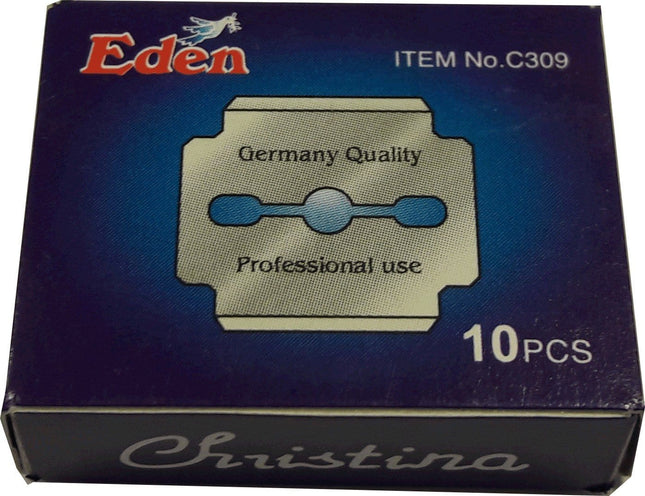 Eden
ITEM No.C309
Germany Quality
Professional use
10PCS
Christina